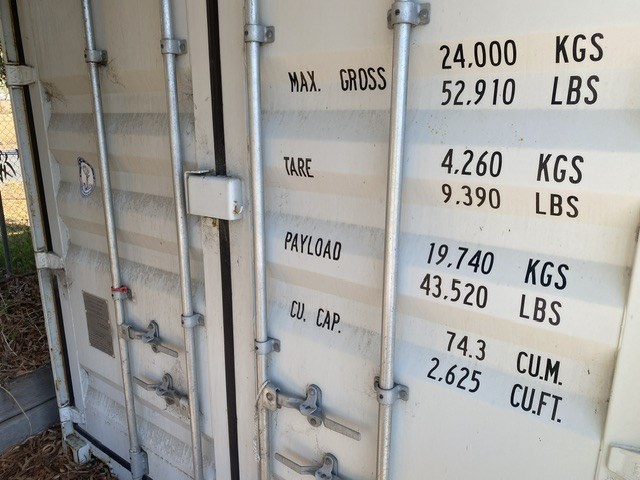 MAX. GROSS 24,000 KGS
52,910 LBS
TARE 4,260 KGS
9.390 LBS
PAYLOAD 19,740 KGS
43,520 LBS
CU. CAP. 74.3 CU.M.
2,625 CU.FT.